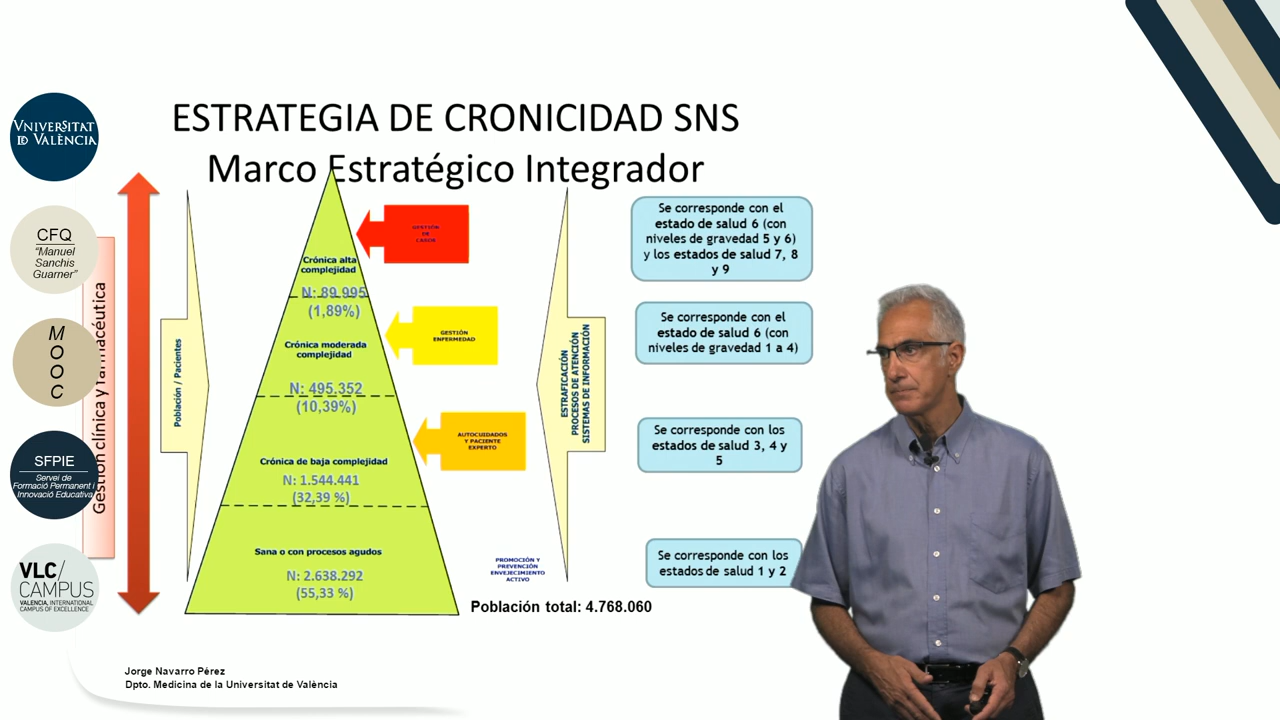 ESTRATEGIA DE CRONICIDAD SNS
Marco Estratégico Integrador
VNIVERSITAT
ID VALÈNCIA
CFQ
“Manuel
Sanchis
Guarner”
M
O
O
C
SFPIE
Servei de
Formació Permanent i
Innovació Educativa
VLC/
CAMPUS
VALENCIA, INTERNATIONAL
CAMPUS OF EXCELLENCE
Gestión clínica y farmacéutica
Población / Pacientes
Crónica alta
complejidad
N: 89.995
(1,89%)
Crónica moderada
complejidad
N: 495.352
(10,39%)
Crónica de baja complejidad
N: 1.544.441
(32,39 %)
Sana o con procesos agudos
N: 2.638.292
(55,33 %)
GESTIÓN
DE
CASOS
GESTIÓN
ENFERMEDAD
AUTOCUIDADOS
Y PACIENTE
EXPERTO
PROMOCIÓN Y
PREVENCIÓN
ENVEJECIMIENTO
ACTIVO
ESTRAFICACIÓN
PROCESOS DE ATENCIÓN
SISTEMAS DE INFORMACIÓN
Se corresponde con el
estado de salud 6 (con
niveles de gravedad 5 y 6)
y los estados de salud 7, 8
y 9
Se corresponde con el
estado de salud 6 (con
niveles de gravedad 1 a 4)
Se corresponde con los
estados de salud 3, 4 y
5
Se corresponde con los
estados de salud 1 y 2
Población total: 4.768.060
Jorge Navarro Pérez
Dpto. Medicina de la Universitat de València